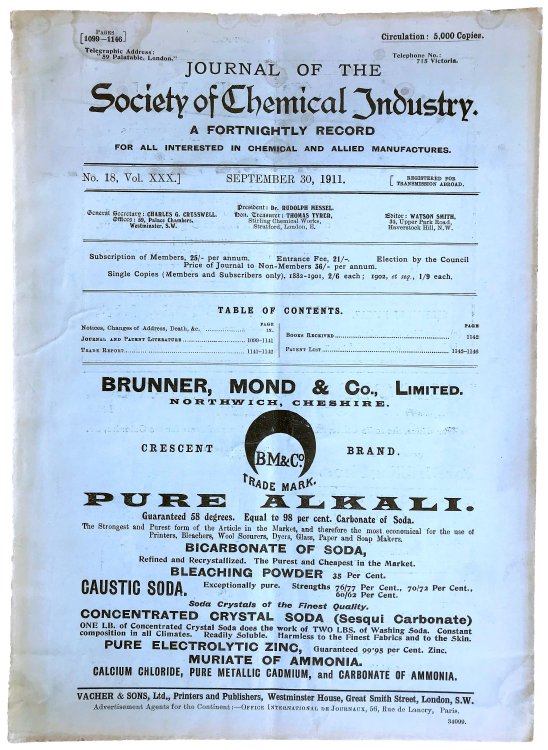 PAGES
[1099—1146]
Circulation: 5,000 Copies.
Telegraphic Address:
"59 Palatable, London."
Telephone No.:
715 Victoria.
JOURNAL OF THE
Society of Chemical Industry.
A FORTNIGHTLY RECORD
FOR ALL INTERESTED IN CHEMICAL AND ALLIED MANUFACTURES.
No. 18, Vol. XXX.]
SEPTEMBER 30, 1911.
[REGISTERED FOR
TRANSMISSION ABROAD.
General Secretary: CHARLES G. CRESSWELL.
Offices: 59, Palace Chambers,
Westminster, S.W.
President: Dr. RUDOLPH MESSEL.
Hon. Treasurer: THOMAS TYRER,
Stirling Chemical Works,
Stratford, London, E.
Editor: WATSON SMITH,
34, Upper Park Road,
Haverstock Hill, N.W.
Subscription of Members, 25/- per annum. Entrance Fee, 21/-. Election by the Council
Price of Journal to Non-Members 36/- per annum.
Single Copies (Members and Subscribers only), 1882-1901, 2/6 each; 1902, et seq., 1/9 each.
TABLE OF CONTENTS.
PAGE
Notices, Changes of Address, Death, &c. ix.
JOURNAL AND PATENT LITERATURE 1099-1141
TRADE REPORT 1141-1142
PAGE
BOOKS RECEIVED 1142
PATENT LIST 1143-1146
BRUNNER, MOND & Co., LIMITED.
NORTHWICH, CHESHIRE.
CRESCENT
BRAND.
BM&Co
TRADE MARK.
PURE ALKALI.
Guaranteed 58 degrees. Equal to 98 per cent. Carbonate of Soda.
The Strongest and Purest form of the Article in the Market, and therefore the most economical for the use of
Printers, Bleachers, Wool Scourers, Dyers, Glass, Paper and Soap Makers.
BICARBONATE OF SODA,
Refined and Recrystallized. The Purest and Cheapest in the Market.
BLEACHING POWDER 35 Per Cent.
CAUSTIC SODA. Exceptionally pure. Strengths 76/77 Per Cent., 70/72 Per Cent.,
60/62 Per Cent.
Soda Crystals of the Finest Quality.
CONCENTRATED CRYSTAL SODA (Sesqui Carbonate)
ONE LB. of Concentrated Crystal Soda does the work of TWO LBS. of Washing Soda. Constant
composition in all Climates. Readily Soluble. Harmless to the Finest Fabrics and to the Skin.
PURE ELECTROLYTIC ZINC, Guaranteed 99·95 per Cent. Zinc.
MURIATE OF AMMONIA.
CALCIUM CHLORIDE, PURE METALLIC CADMIUM, and CARBONATE OF AMMONIA.
VACHER & SONS, Ltd., Printers and Publishers, Westminster House, Great Smith Street, London, S.W.
Advertisement Agents for the Continent:—OFFICE INTERNATIONAL DE JOURNAUX, 56, Rue de Lancry, Paris.
34099.